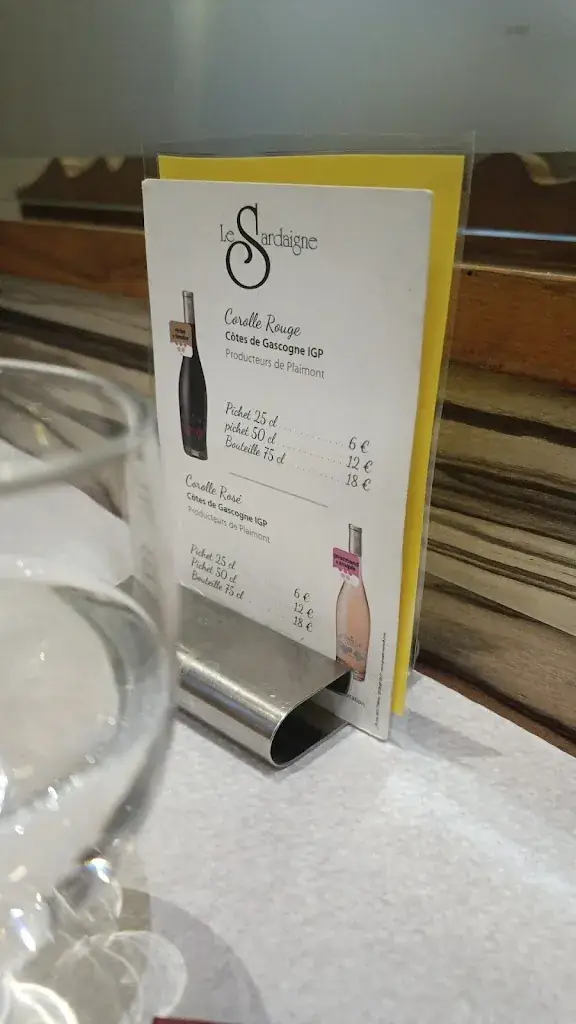 Le Sardaigne
Corolle Rouge
Côtes de Gascogne IGP
Producteurs de Plaimont
Pichet 25 cl ........ 6 €
pichet 50 cl ........ 12 €
Bouteille 75 cl ........ 18 €
Corolle Rosé
Côtes de Gascogne IGP
Producteurs de Plaimont
Pichet 25 cl 6 €
Pichet 50 cl 12 €
Bouteille 75 cl 18 €